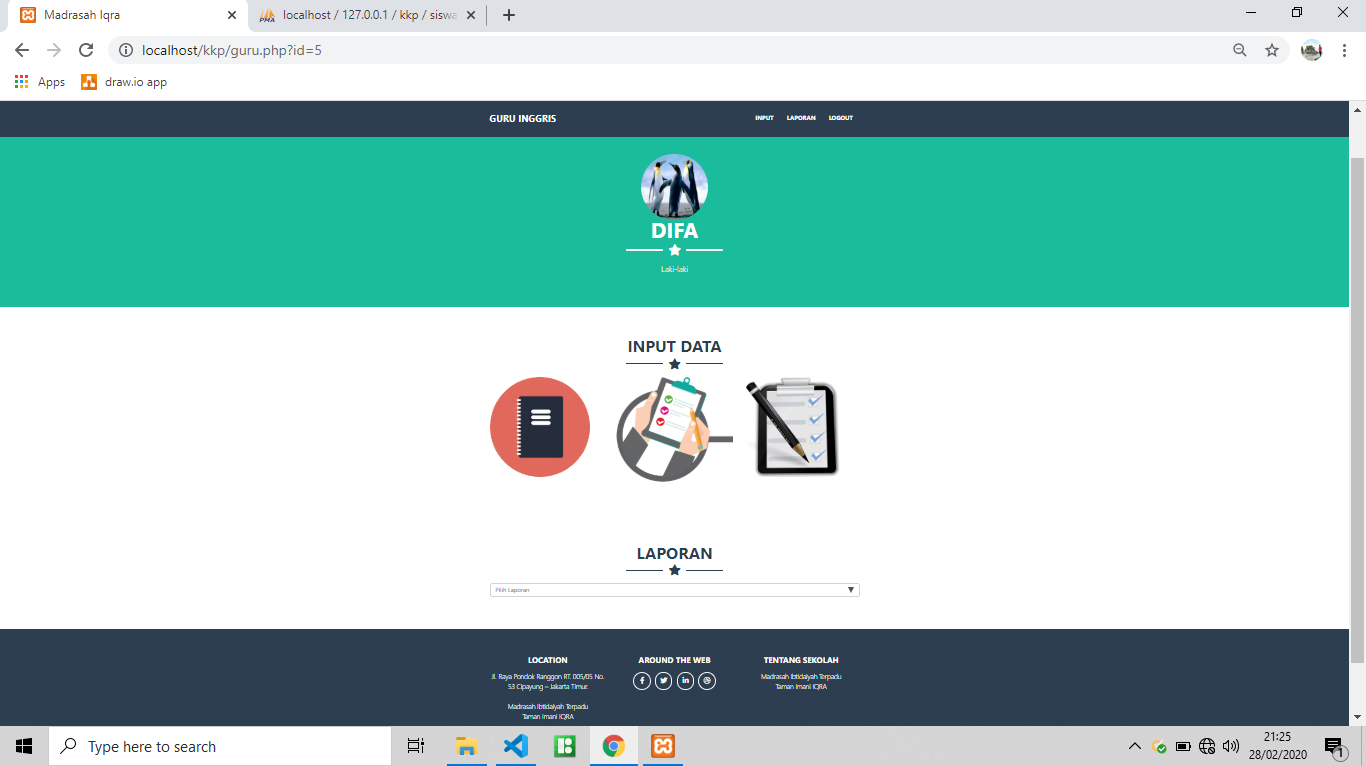 Madrasah Iqra
PMA localhost / 127.0.0.1 / kkp / siswa
localhost/kkp/guru.php?id=5
Apps draw.io app
GURU INGGRIS INPUT LAPORAN LOGOUT
DIFA
Laki-laki
INPUT DATA
LAPORAN
Pilih Laporan
LOCATION
Jl. Raya Pondok Ranggon RT. 005/05 No.
53 Cipayung – Jakarta Timur.
Madrasah Ibtidaiyah Terpadu
Taman Imani IQRA
AROUND THE WEB
TENTANG SEKOLAH
Madrasah Ibtidaiyah Terpadu
Taman Imani IQRA
Type here to search
21:25
28/02/2020
1